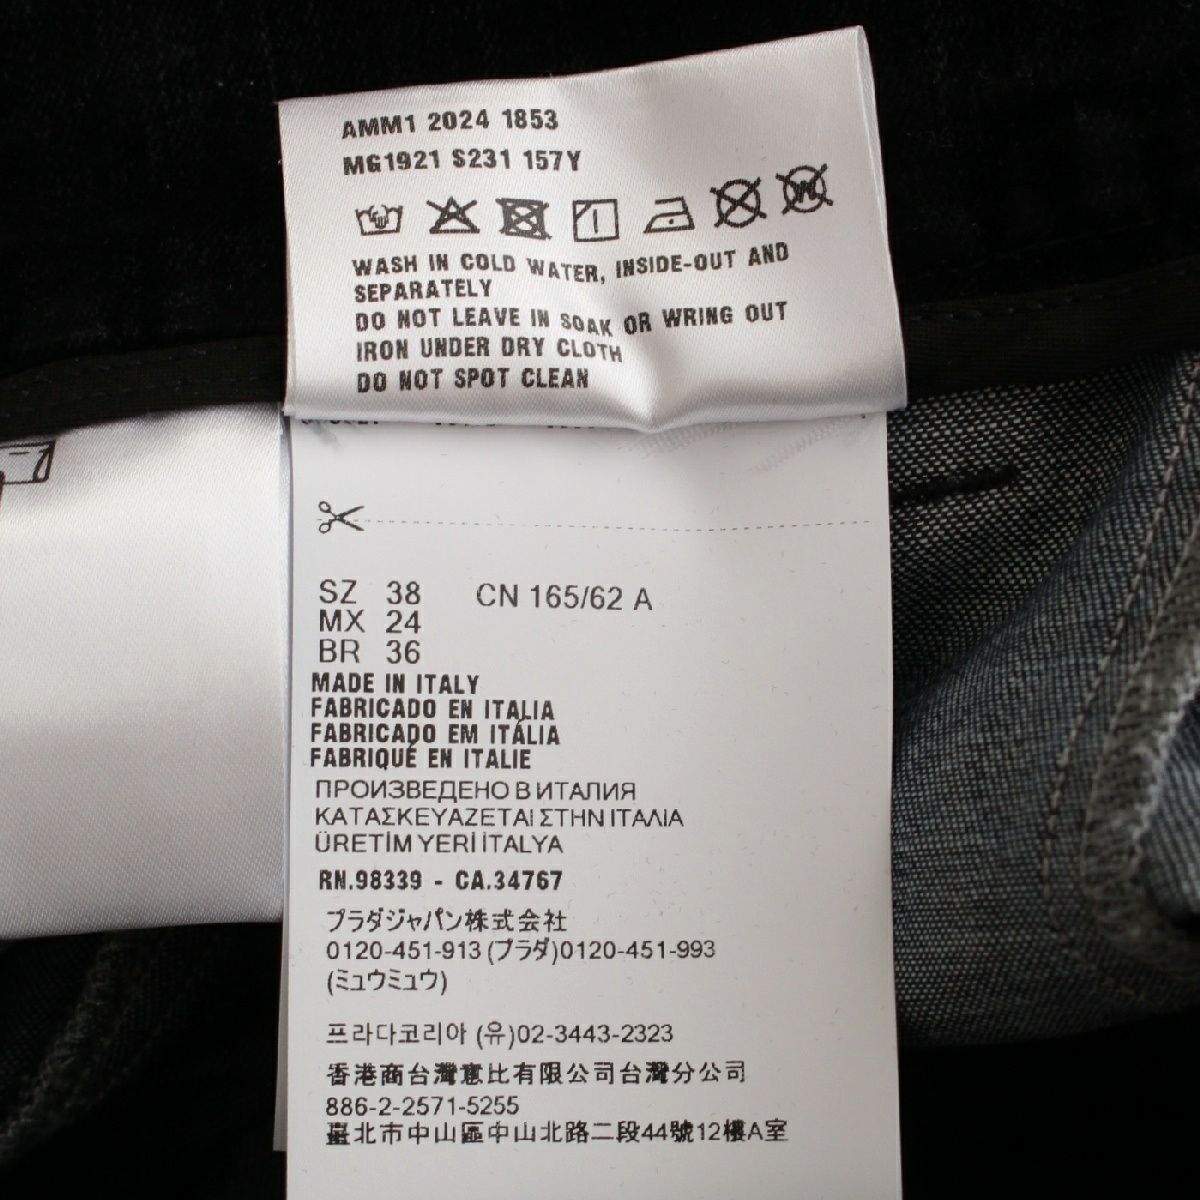 AMM1 2024 1853
MG1921 S231 157Y
WASH IN COLD WATER, INSIDE-OUT AND
SEPARATELY
DO NOT LEAVE IN SOAK OR WRING OUT
IRON UNDER DRY CLOTH
DO NOT SPOT CLEAN
SZ 38 CN 165/62 A
MX 24
BR 36
MADE IN ITALY
FABRICADO EN ITALIA
FABRICADO EM ITÁLIA
FABRIQUÉ EN ITALIE
ПРОИЗВЕДЕНО В ИТАЛИЯ
ΚΑΤΑΣΚΕΥΑΖΕΤΑΙ ΣΤΗΝ ΙΤΑΛΙΑ
ÜRETİM YERİ İTALYA
RN.98339 - CA.34767
プラダジャパン株式会社
0120-451-913 (プラダ)0120-451-993
(ミュウミュウ)
프라다코리아 (유)02-3443-2323
香港商台灣意比有限公司台灣分公司
886-2-2571-5255
臺北市中山區中山北路二段44號12樓A室